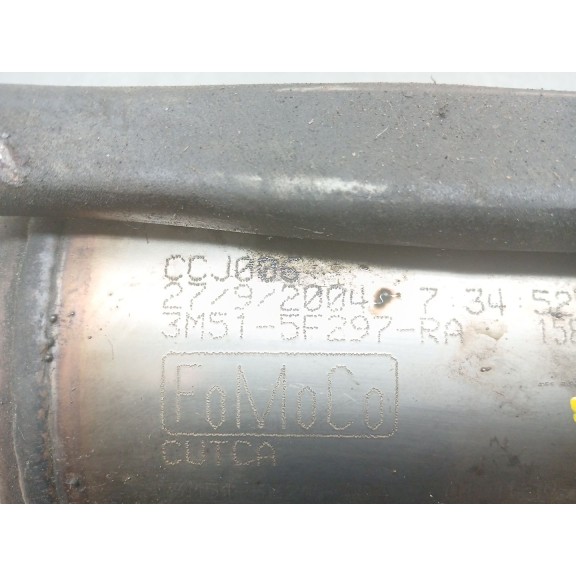 CCJ006
27/9/2004 7:34:52
3M51-5F297-RA 158
FoMoCo
CUTCA